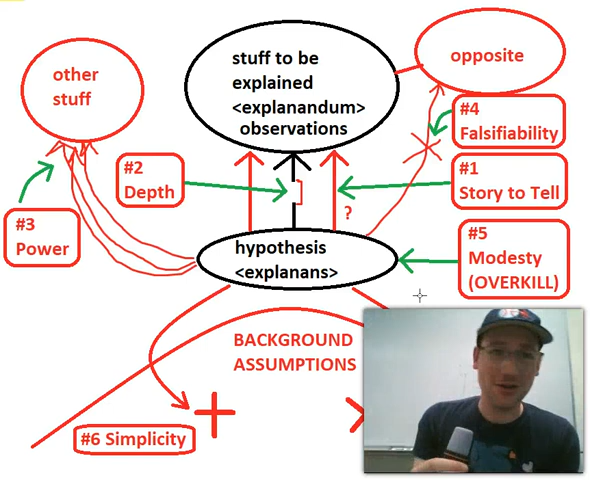 other
stuff
stuff to be
explained
<explanandum>
observations
opposite
#4
Falsifiability
#2
Depth
#1
Story to Tell
#3
Power
?
hypothesis
<explanans>
#5
Modesty
(OVERKILL)
BACKGROUND
ASSUMPTIONS
#6 Simplicity